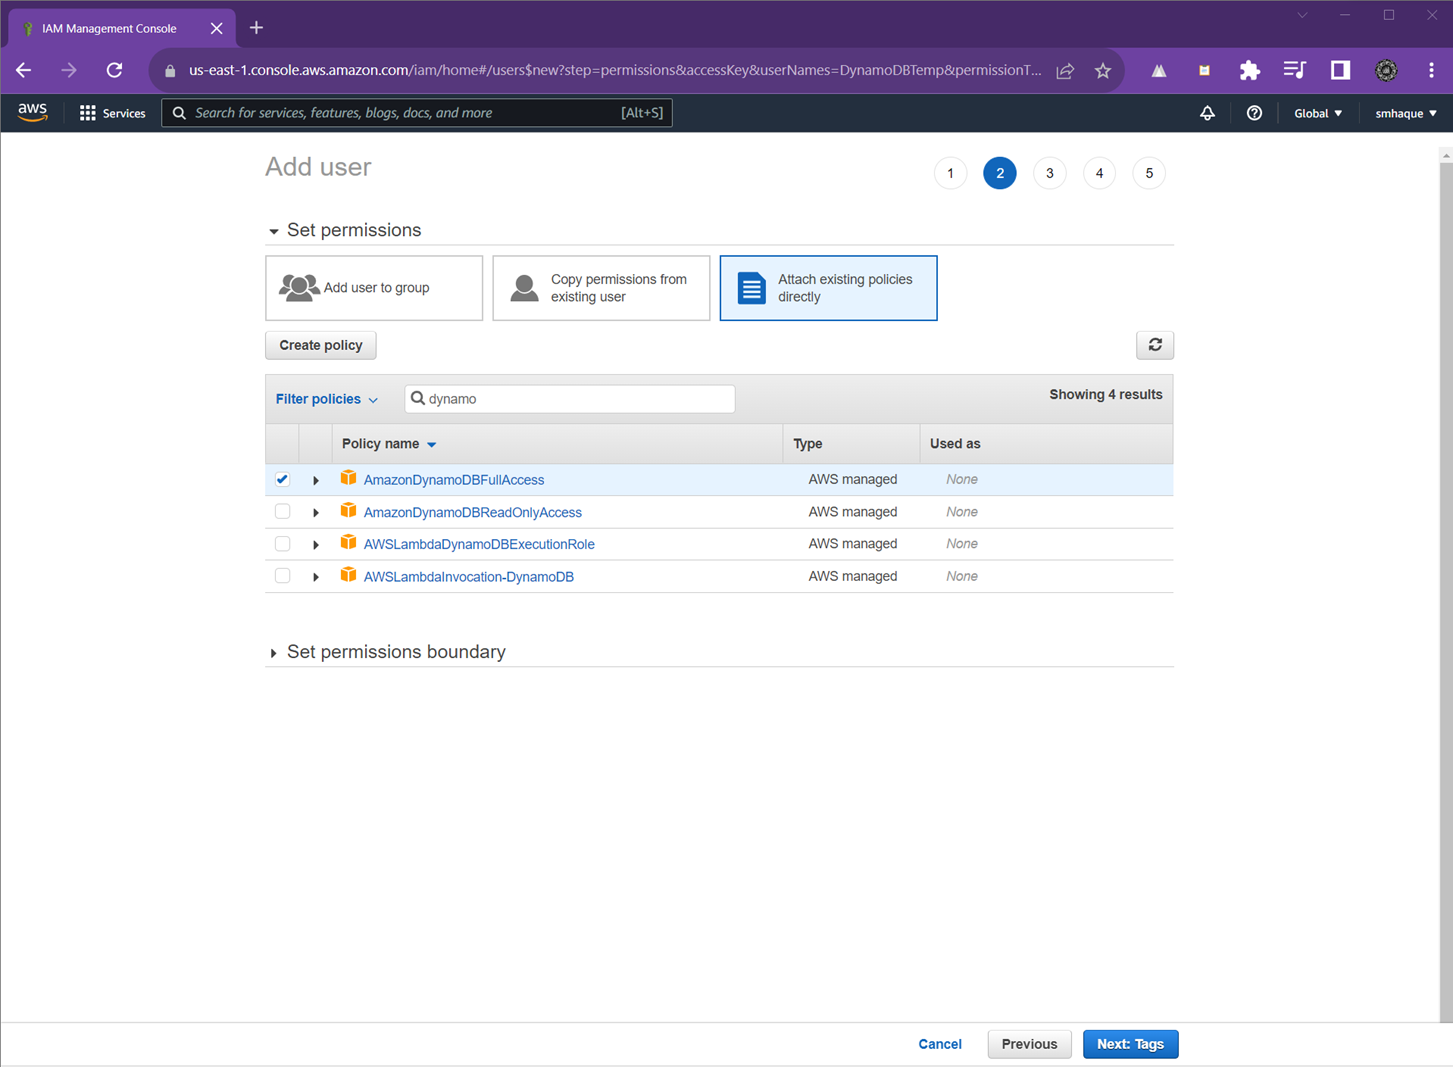 IAM Management Console
us-east-1.console.aws.amazon.com/iam/home#/users$new?step=permissions&accessKey&userNames=DynamoDBTemp&permissionT...
aws
Services
Search for services, features, blogs, docs, and more
[Alt+S]
Global
smhaque
Add user
1
2
3
4
5
Set permissions
Add user to group
Copy permissions from
existing user
Attach existing policies
directly
Create policy
Filter policies
dynamo
Showing 4 results
Policy name
Type
Used as
AmazonDynamoDBFullAccess
AWS managed
None
AmazonDynamoDBReadOnlyAccess
AWS managed
None
AWSLambdaDynamoDBExecutionRole
AWS managed
None
AWSLambdaInvocation-DynamoDB
AWS managed
None
Set permissions boundary
Cancel
Previous
Next: Tags